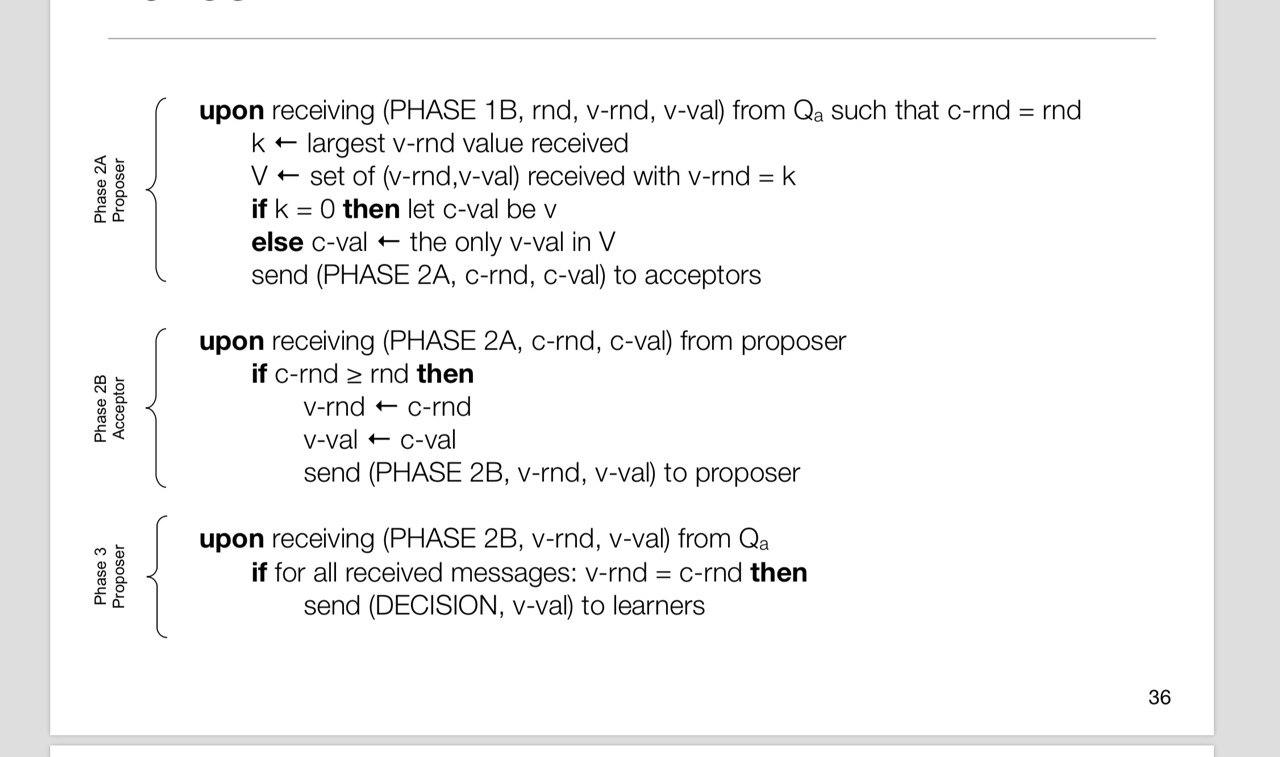 Phase 2A
Proposer
upon receiving (PHASE 1B, rnd, v-rnd, v-val) from Qa such that c-rnd = rnd
k ← largest v-rnd value received
V ← set of (v-rnd,v-val) received with v-rnd = k
if k = 0 then let c-val be v
else c-val ← the only v-val in V
send (PHASE 2A, c-rnd, c-val) to acceptors
Phase 2B
Acceptor
upon receiving (PHASE 2A, c-rnd, c-val) from proposer
if c-rnd ≥ rnd then
v-rnd ← c-rnd
v-val ← c-val
send (PHASE 2B, v-rnd, v-val) to proposer
Phase 3
Proposer
upon receiving (PHASE 2B, v-rnd, v-val) from Qa
if for all received messages: v-rnd = c-rnd then
send (DECISION, v-val) to learners
36